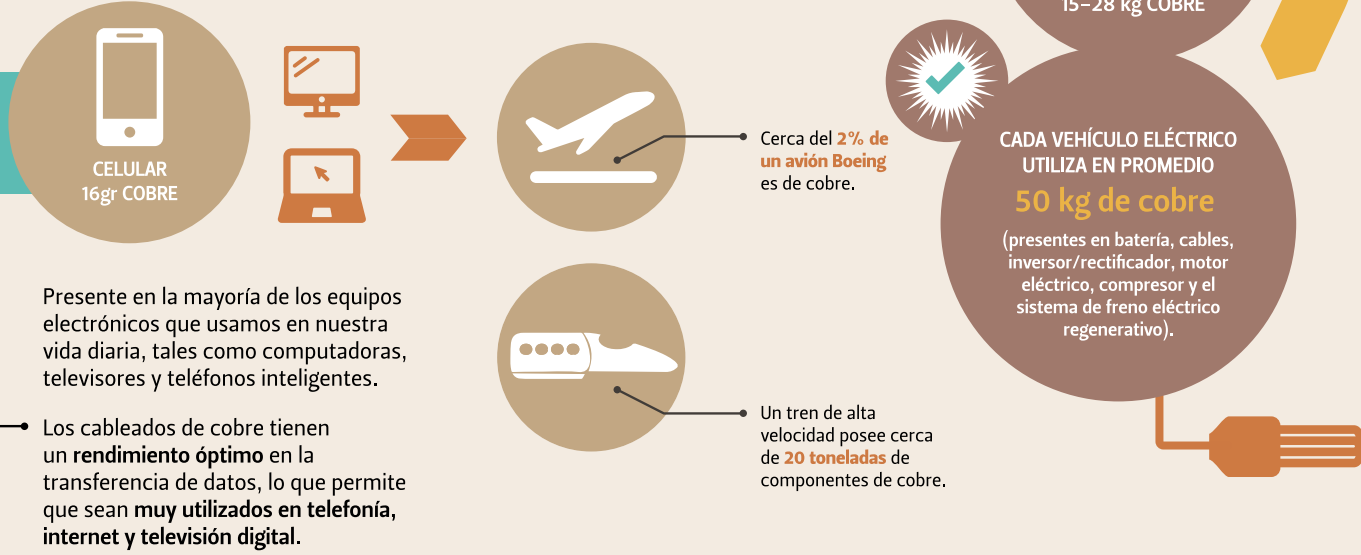 15–28 kg COBRE
CELULAR
16gr COBRE
Cerca del 2% de
un avión Boeing
es de cobre.
CADA VEHÍCULO ELÉCTRICO
UTILIZA EN PROMEDIO
50 kg de cobre
(presentes en batería, cables,
inversor/rectificador, motor
eléctrico, compresor y el
sistema de freno eléctrico
regenerativo).
Presente en la mayoría de los equipos
electrónicos que usamos en nuestra
vida diaria, tales como computadoras,
televisores y teléfonos inteligentes.
Los cableados de cobre tienen
un rendimiento óptimo en la
transferencia de datos, lo que permite
que sean muy utilizados en telefonía,
internet y televisión digital.
Un tren de alta
velocidad posee cerca
de 20 toneladas de
componentes de cobre.